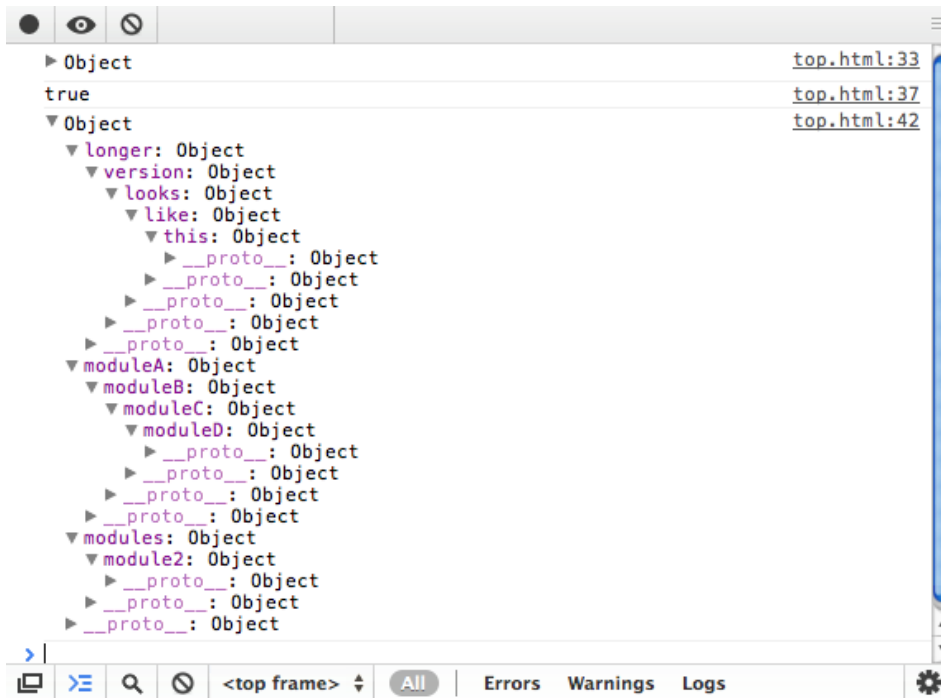 Object top.html:33
true top.html:37
Object top.html:42
longer: Object
version: Object
looks: Object
like: Object
this: Object
__proto__: Object
__proto__: Object
__proto__: Object
__proto__: Object
__proto__: Object
moduleA: Object
moduleB: Object
moduleC: Object
moduleD: Object
__proto__: Object
__proto__: Object
__proto__: Object
__proto__: Object
modules: Object
module2: Object
__proto__: Object
__proto__: Object
__proto__: Object
<top frame> All Errors Warnings Logs